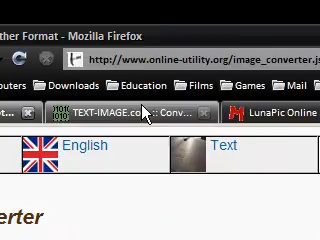 ther Format - Mozilla Firefox
http://www.online-utility.org/image_converter.js
puters Downloads Education Films Games Mail
t... TEXT-IMAGE.co... :: Conv... LunaPic Online
English Text
erter